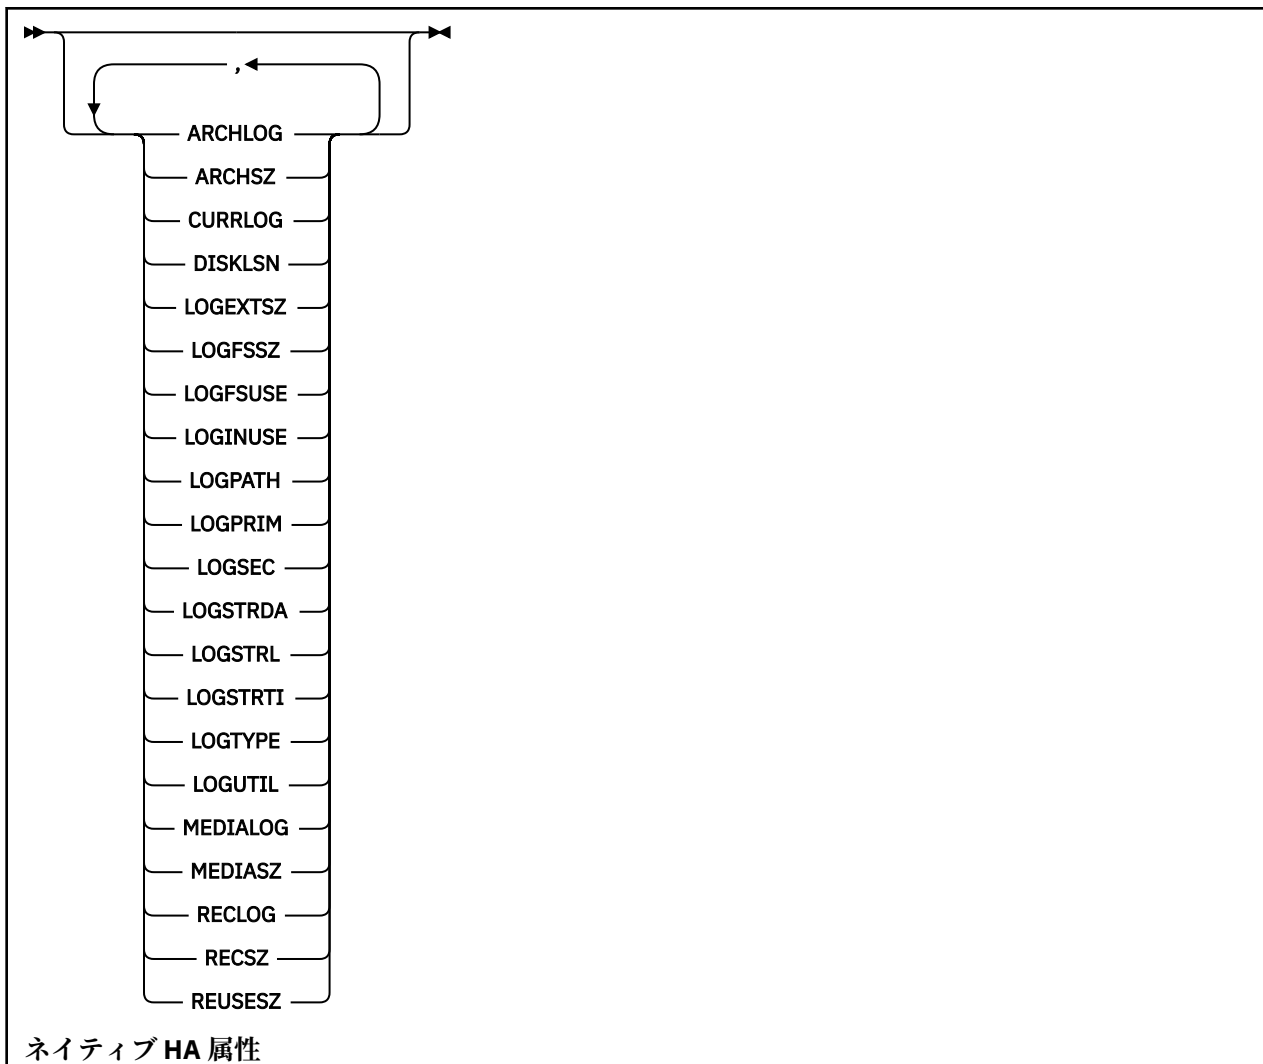 ,
ARCHLOG
ARCHSZ
CURRLOG
DISKLSN
LOGEXTSZ
LOGFSSZ
LOGFSUSE
LOGINUSE
LOGPATH
LOGPRIM
LOGSEC
LOGSTRDA
LOGSTRL
LOGSTRTI
LOGTYPE
LOGUTIL
MEDIALOG
MEDIASZ
RECLOG
RECSZ
REUSESZ
ネイティブ HA 属性